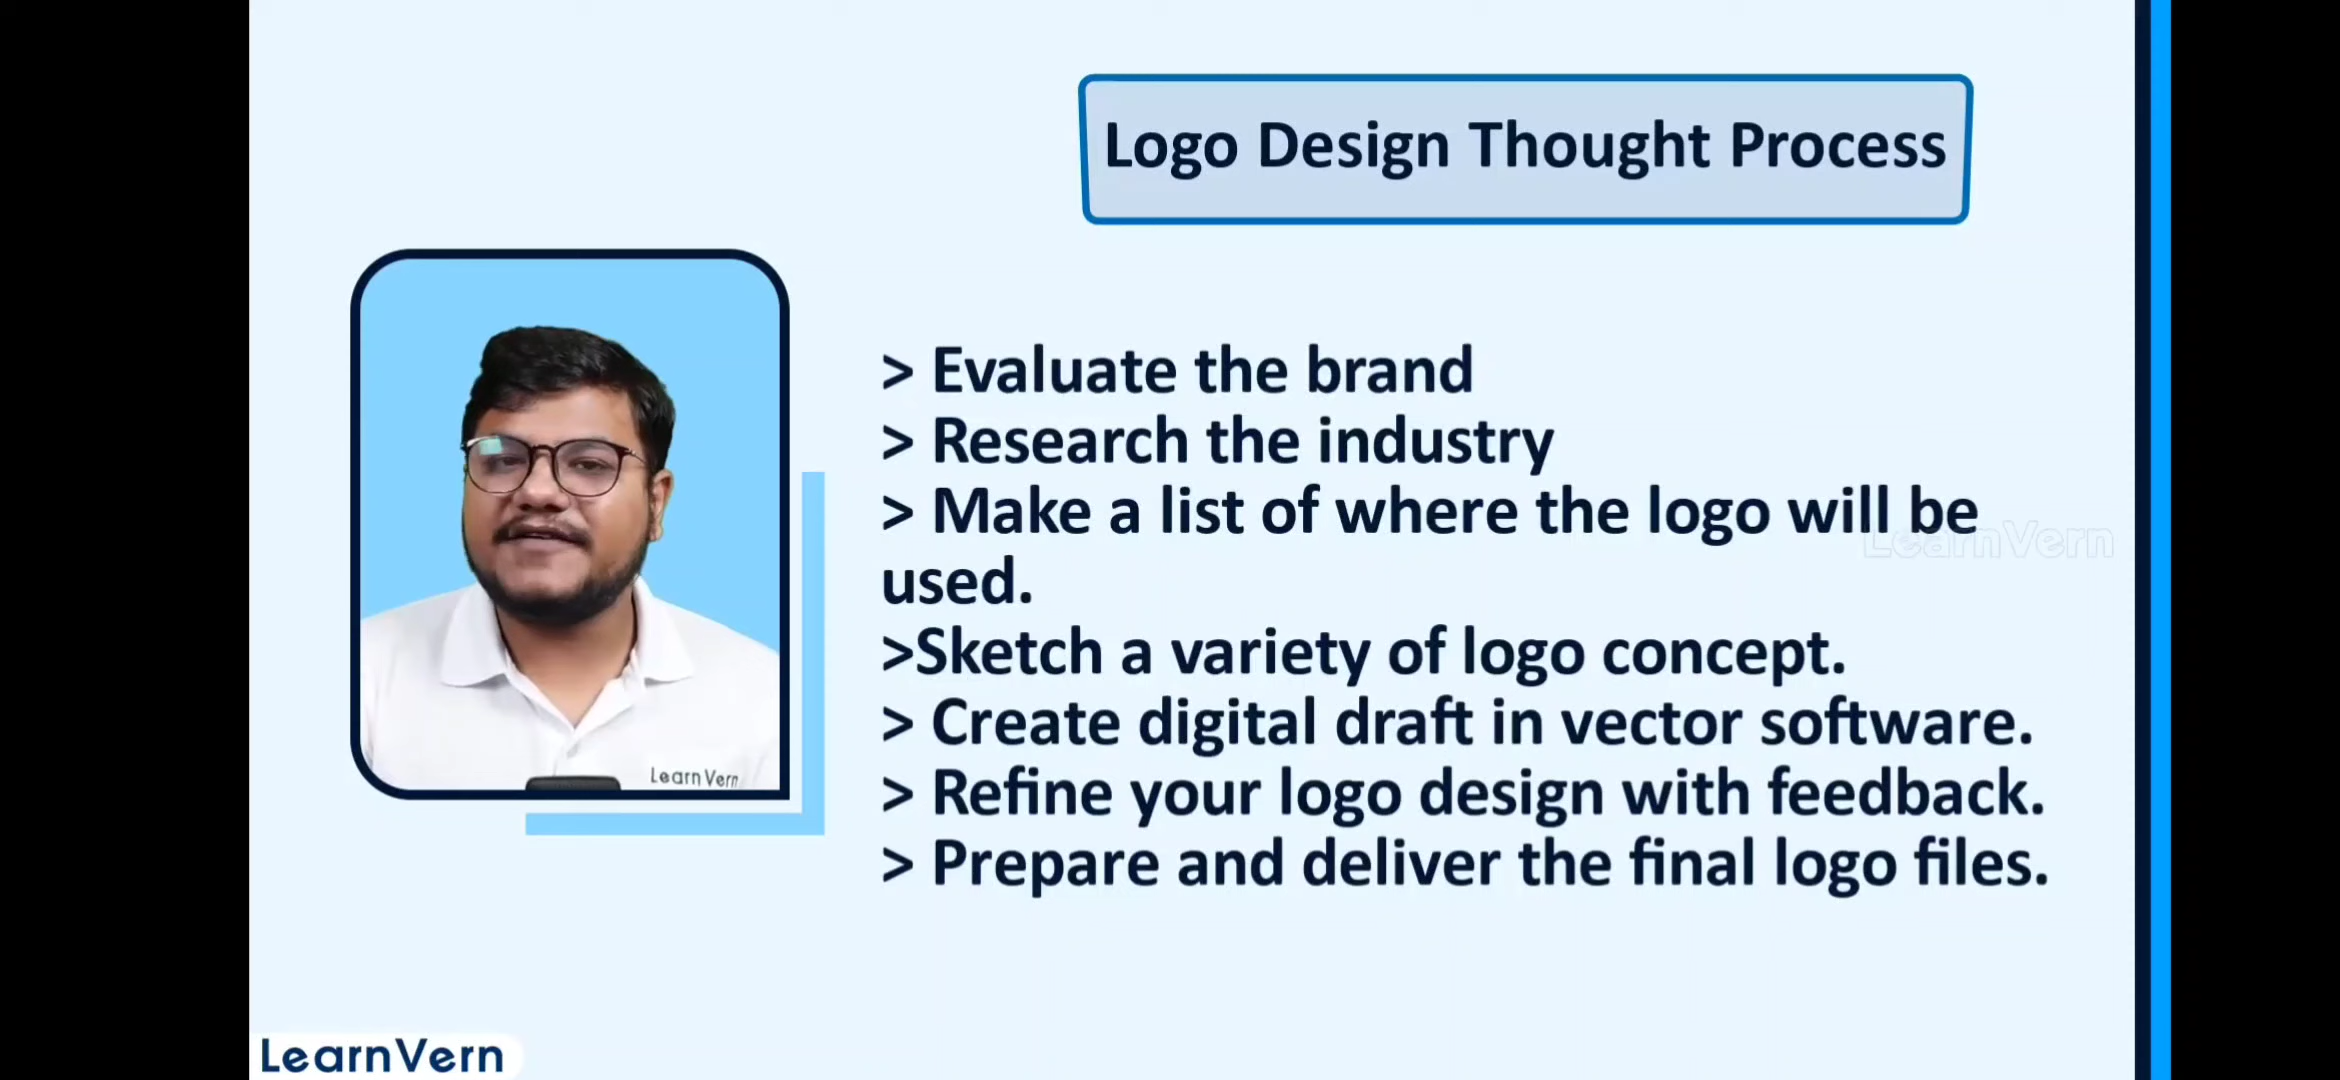 Logo Design Thought Process
> Evaluate the brand
> Research the industry
> Make a list of where the logo will be
used.
>Sketch a variety of logo concept.
> Create digital draft in vector software.
> Refine your logo design with feedback.
> Prepare and deliver the final logo files.
LearnVern
LearnVern
LearnVern